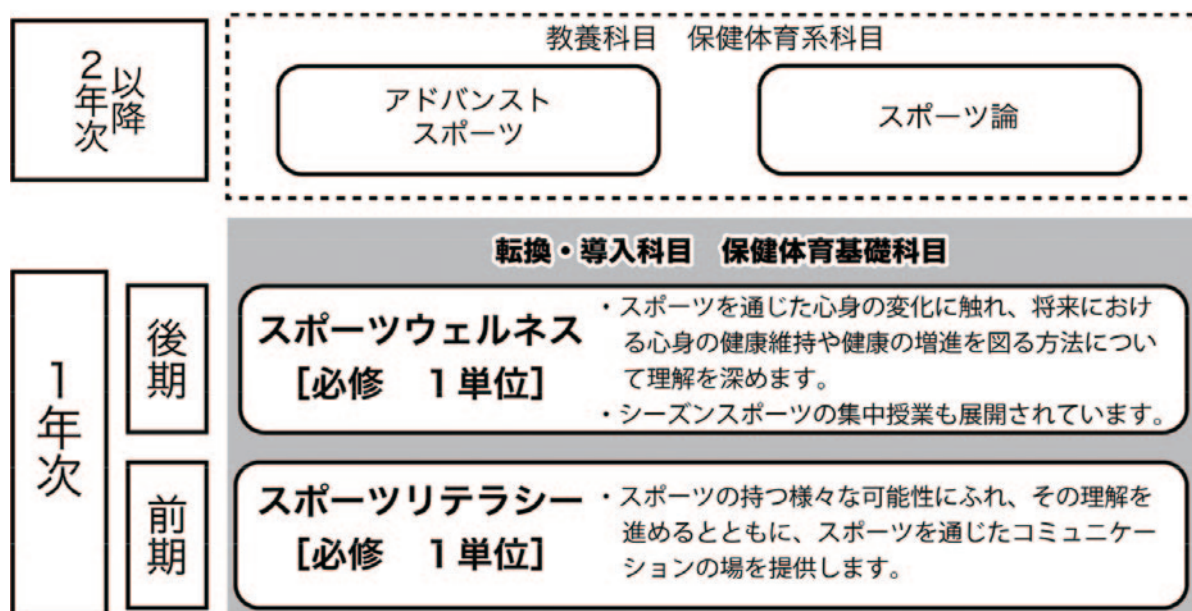 2年次
以降
教養科目　保健体育系科目
アドバンスト
スポーツ
スポーツ論
転換・導入科目　保健体育基礎科目
1年次
後期
スポーツウェルネス
［必修　1単位］
・スポーツを通じた心身の変化に触れ、将来におけ
る心身の健康維持や健康の増進を図る方法につい
て理解を深めます。
・シーズンスポーツの集中授業も展開されています。
前期
スポーツリテラシー
［必修　1単位］
・スポーツの持つ様々な可能性にふれ、その理解を
進めるとともに、スポーツを通じたコミュニケー
ションの場を提供します。